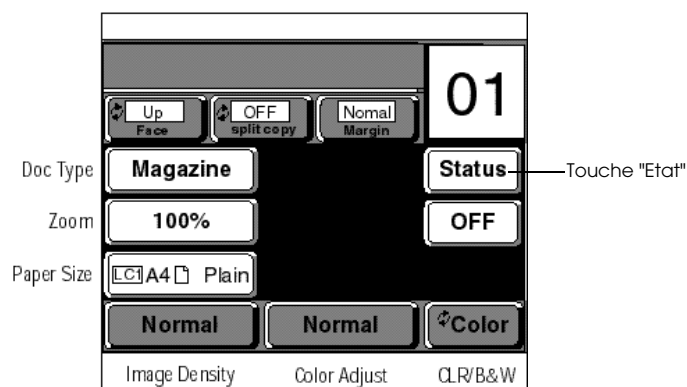 01
Up OFF Nomal
Face split copy Margin
Doc Type Magazine Status Touche "Etat"
Zoom 100% OFF
Paper Size LC1 A4 Plain
Normal Normal Color
Image Density Color Adjust CLR/B&W